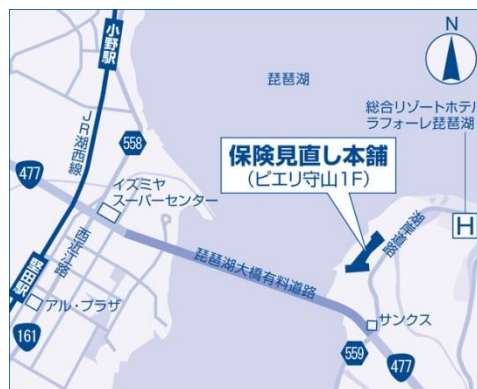 小野駅
JR湖西線
558
477
イズミヤ
スーパーセンター
西近江路
堅田駅
アル・プラザ
161
琵琶湖
N
総合リゾートホテル
ラフォーレ琵琶湖
保険見直し本舗
(ピエリ守山1F)
湖岸道路
H
琵琶湖大橋有料道路
サンクス
559
477